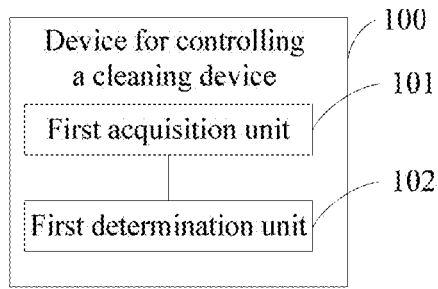 100
Device for controlling
a cleaning device
101
First acquisition unit
102
First determination unit